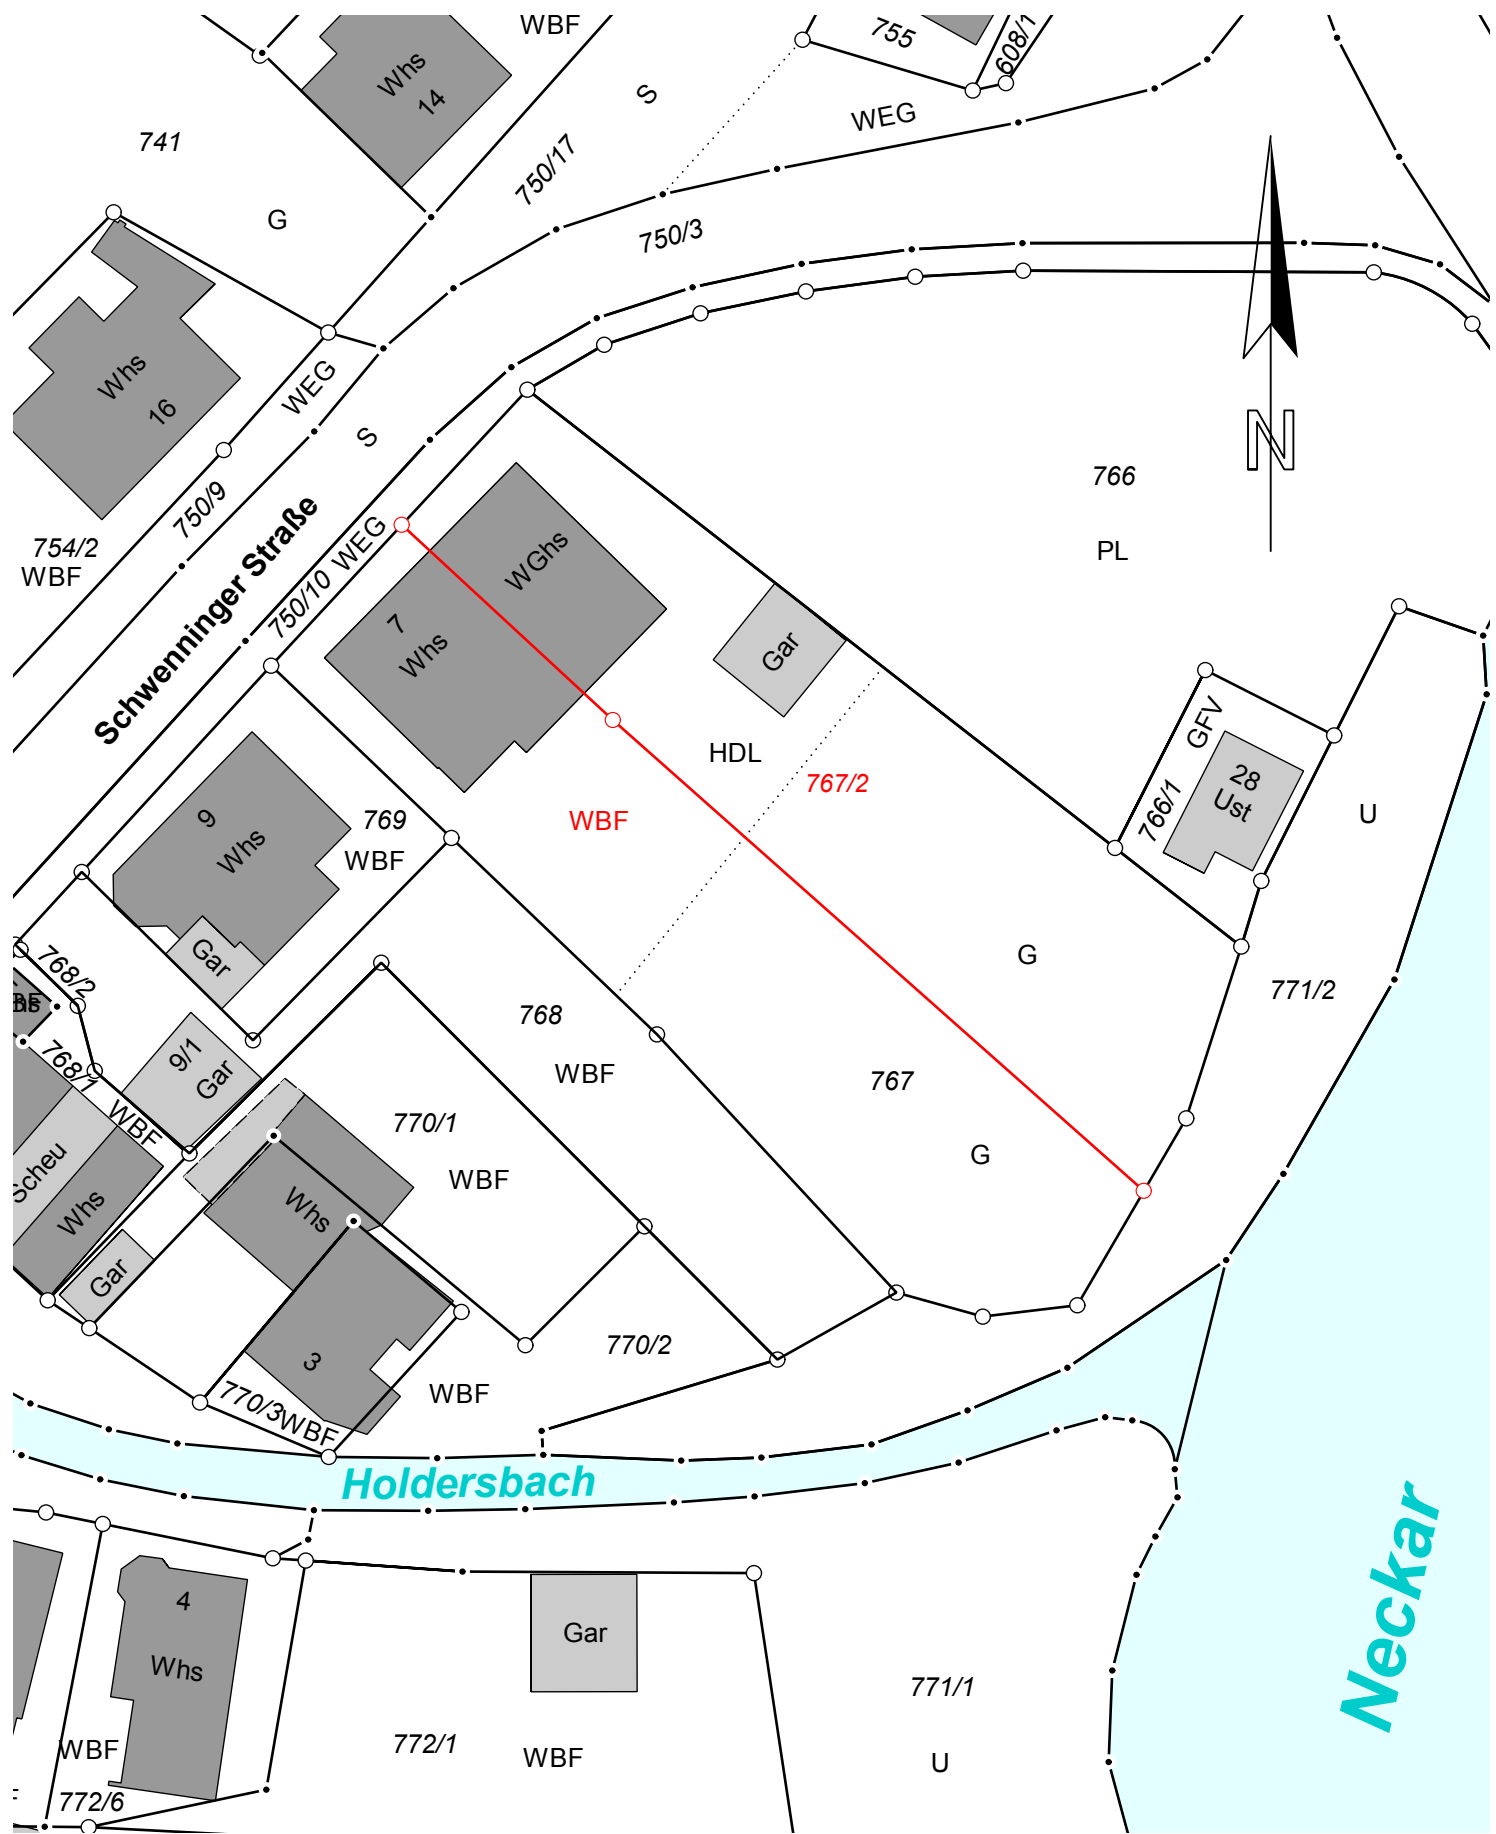 WBF
755
608/1
Whs
14
S
WEG
741
750/17
G
750/3
N
Whs
16
WEG
S
766
PL
750/9
754/2
WBF
Schwenninger Straße
750/10
WEG
WGhs
7
Whs
Gar
HDL
767/2
WBF
GFV
28
Ust
766/1
U
9
Whs
769
WBF
Gar
G
771/2
768/2
768
WBF
9/1
Gar
768/1
WBF
767
770/1
WBF
G
Scheu
Whs
Whs
Gar
3
770/2
770/3
WBF
WBF
Holdersbach
Neckar
4
Whs
Gar
771/1
U
WBF
772/1
WBF
772/6